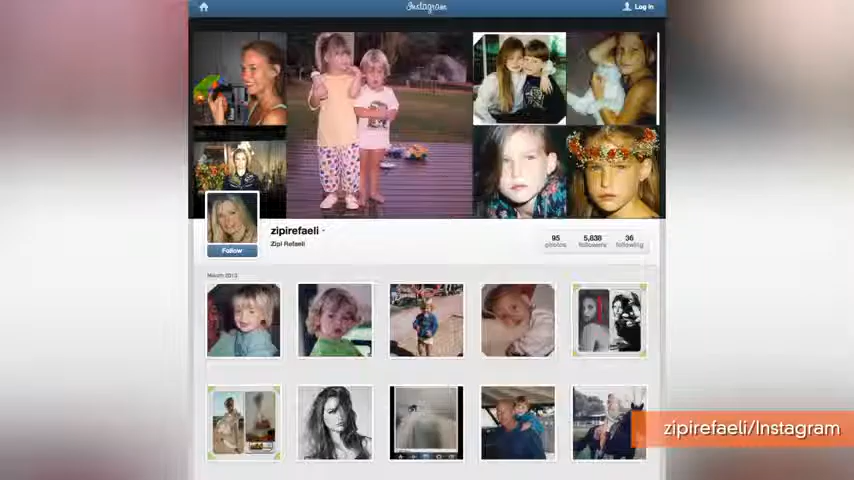 Instagram
Log in
zipirefaeli
Zipi Refaeli
Follow
95 photos
5,838 followers
36 following
March 2013
zipirefaeli/Instagram